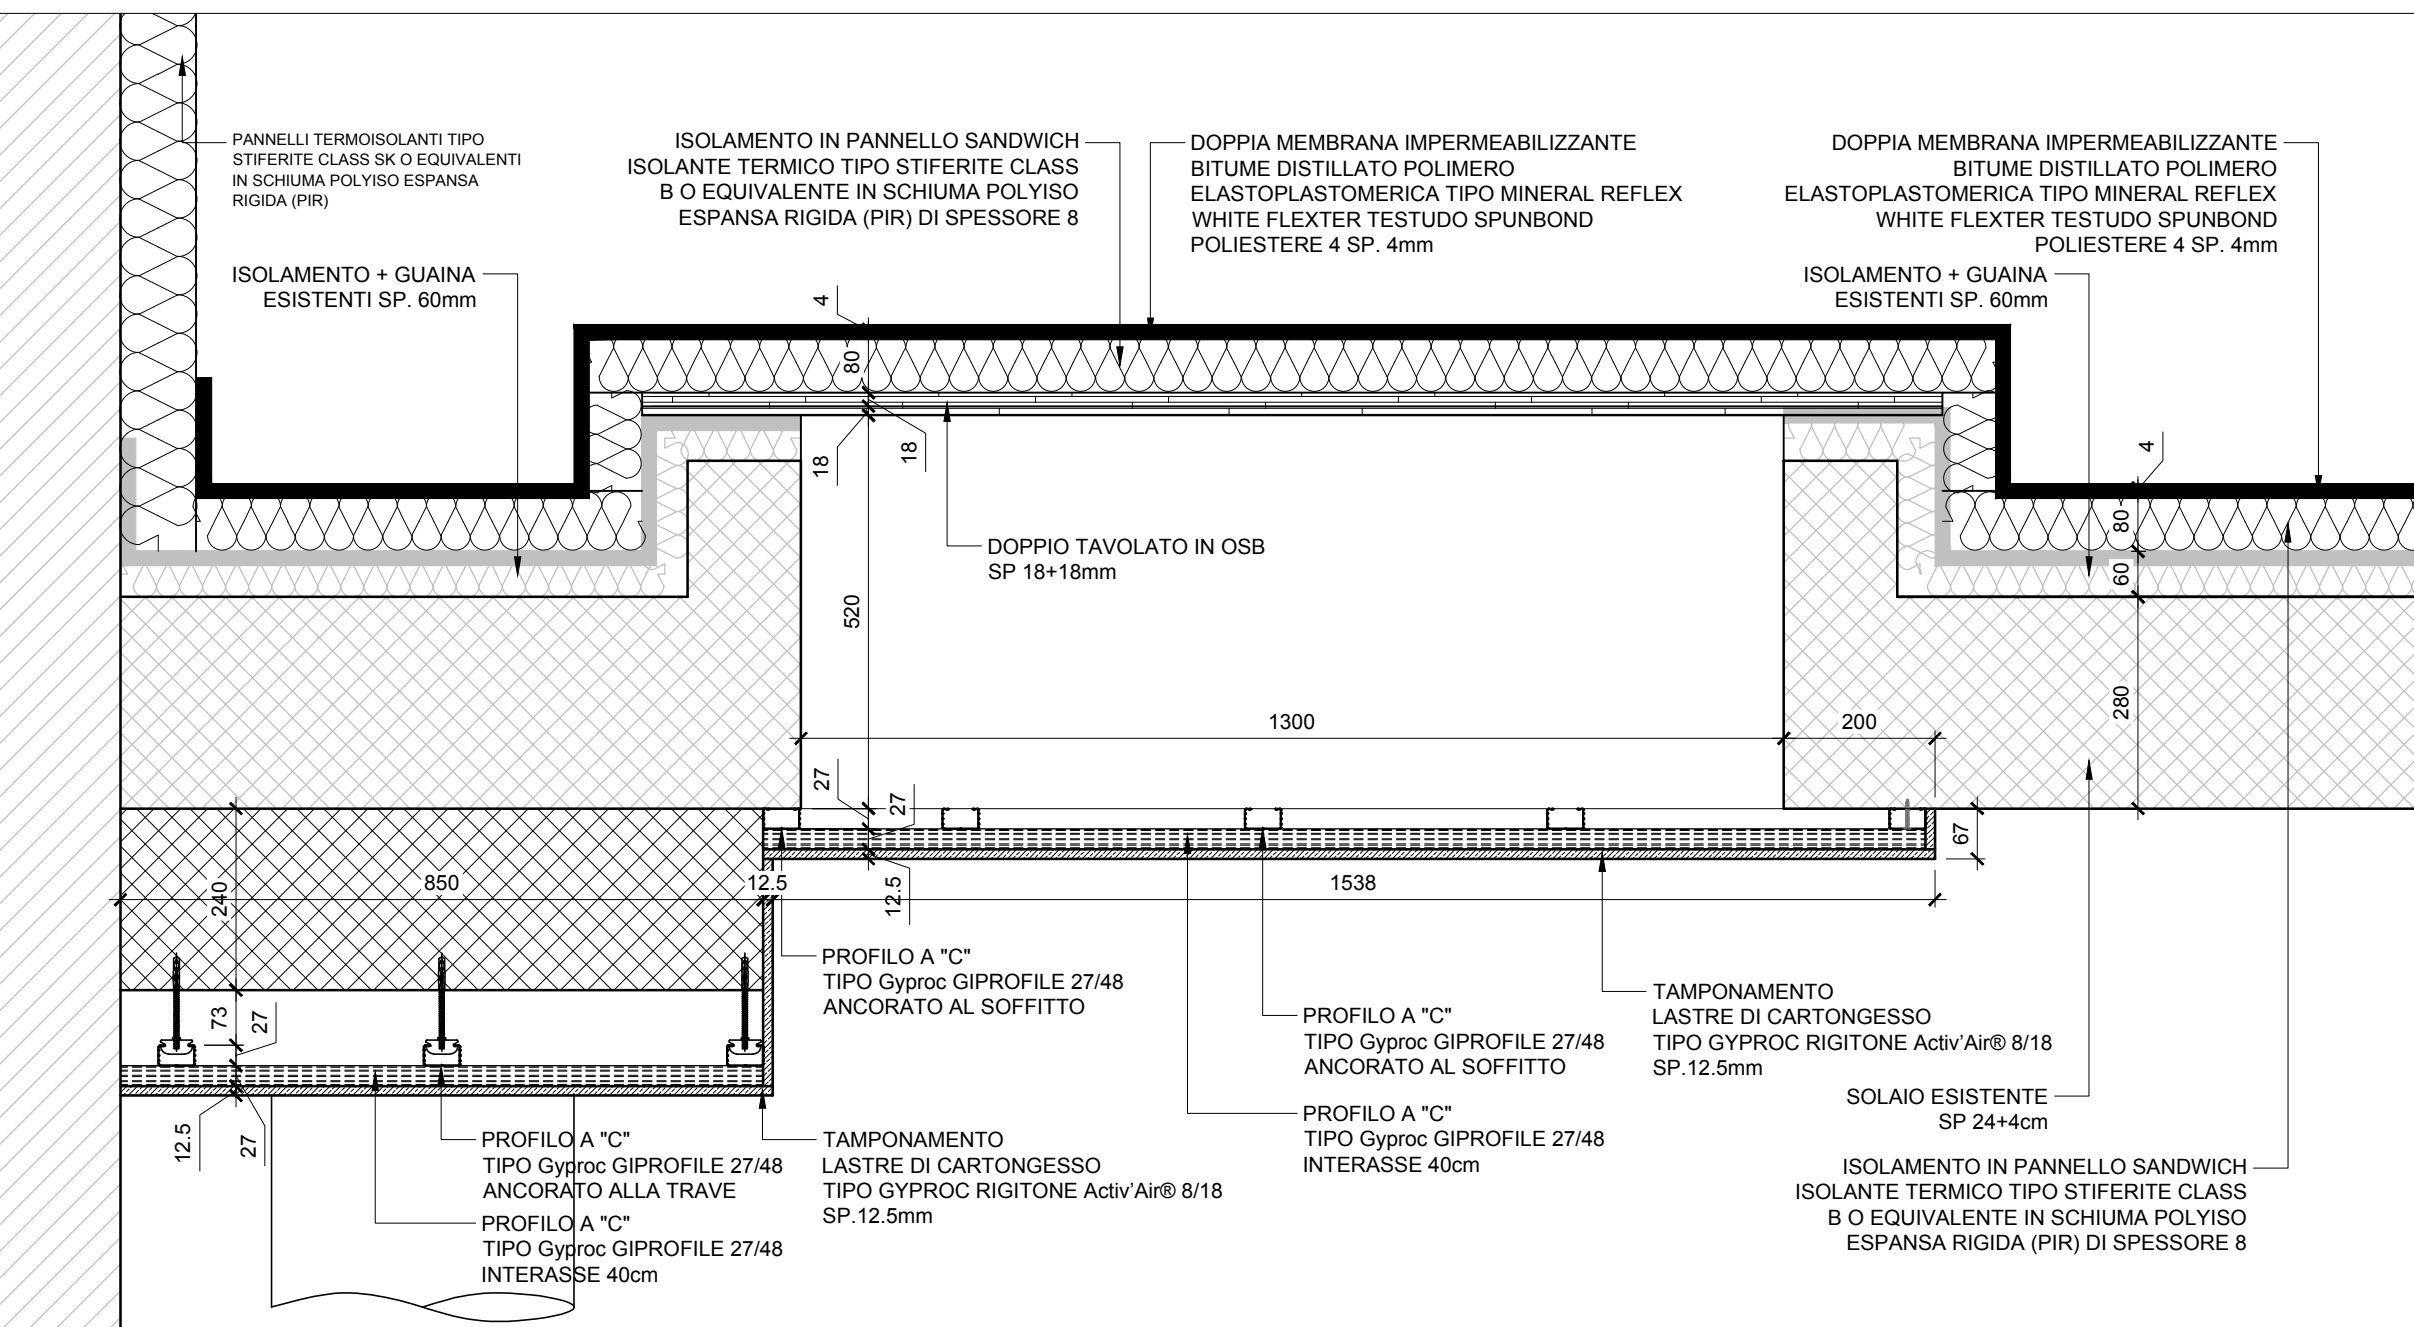 PANNELLI TERMOISOLANTI TIPO
STIFERITE CLASS SK O EQUIVALENTI
IN SCHIUMA POLYISO ESPANSA
RIGIDA (PIR)
ISOLAMENTO + GUAINA
ESISTENTI SP. 60mm
ISOLAMENTO IN PANNELLO SANDWICH
ISOLANTE TERMICO TIPO STIFERITE CLASS
B O EQUIVALENTE IN SCHIUMA POLYISO
ESPANSA RIGIDA (PIR) DI SPESSORE 8
DOPPIA MEMBRANA IMPERMEABILIZZANTE
BITUME DISTILLATO POLIMERO
ELASTOPLASTOMERICA TIPO MINERAL REFLEX
WHITE FLEXTER TESTUDO SPUNBOND
POLIESTERE 4 SP. 4mm
DOPPIA MEMBRANA IMPERMEABILIZZANTE
BITUME DISTILLATO POLIMERO
ELASTOPLASTOMERICA TIPO MINERAL REFLEX
WHITE FLEXTER TESTUDO SPUNBOND
POLIESTERE 4 SP. 4mm
ISOLAMENTO + GUAINA
ESISTENTI SP. 60mm
4
80
18
18
4
80
60
280
DOPPIO TAVOLATO IN OSB
SP 18+18mm
520
1300
200
27
27
67
240
850
12.5
12.5
1538
PROFILO A "C"
TIPO Gyproc GIPROFILE 27/48
ANCORATO AL SOFFITTO
PROFILO A "C"
TIPO Gyproc GIPROFILE 27/48
ANCORATO AL SOFFITTO
TAMPONAMENTO
LASTRE DI CARTONGESSO
TIPO GYPROC RIGITONE Activ'Air® 8/18
SP.12.5mm
73
27
12.5
27
PROFILO A "C"
TIPO Gyproc GIPROFILE 27/48
INTERASSE 40cm
SOLAIO ESISTENTE
SP 24+4cm
PROFILO A "C"
TIPO Gyproc GIPROFILE 27/48
ANCORATO ALLA TRAVE
TAMPONAMENTO
LASTRE DI CARTONGESSO
TIPO GYPROC RIGITONE Activ'Air® 8/18
SP.12.5mm
PROFILO A "C"
TIPO Gyproc GIPROFILE 27/48
INTERASSE 40cm
ISOLAMENTO IN PANNELLO SANDWICH
ISOLANTE TERMICO TIPO STIFERITE CLASS
B O EQUIVALENTE IN SCHIUMA POLYISO
ESPANSA RIGIDA (PIR) DI SPESSORE 8